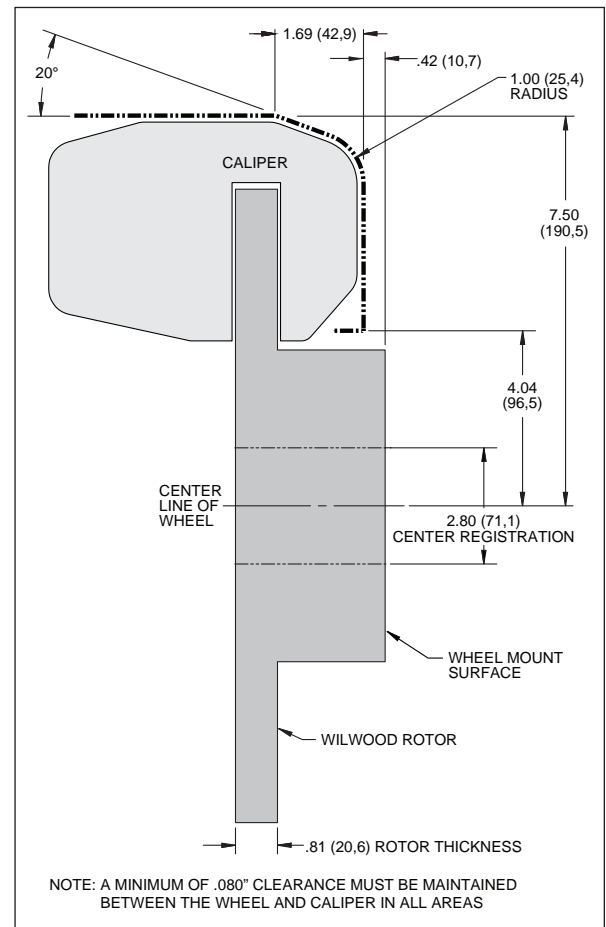 1.69 (42,9)
.42 (10,7)
20°
1.00 (25,4)
RADIUS
CALIPER
7.50
(190,5)
4.04
(96,5)
CENTER
LINE OF
WHEEL
2.80 (71,1)
CENTER REGISTRATION
WHEEL MOUNT
SURFACE
WILWOOD ROTOR
.81 (20,6) ROTOR THICKNESS
NOTE: A MINIMUM OF .080" CLEARANCE MUST BE MAINTAINED
BETWEEN THE WHEEL AND CALIPER IN ALL AREAS